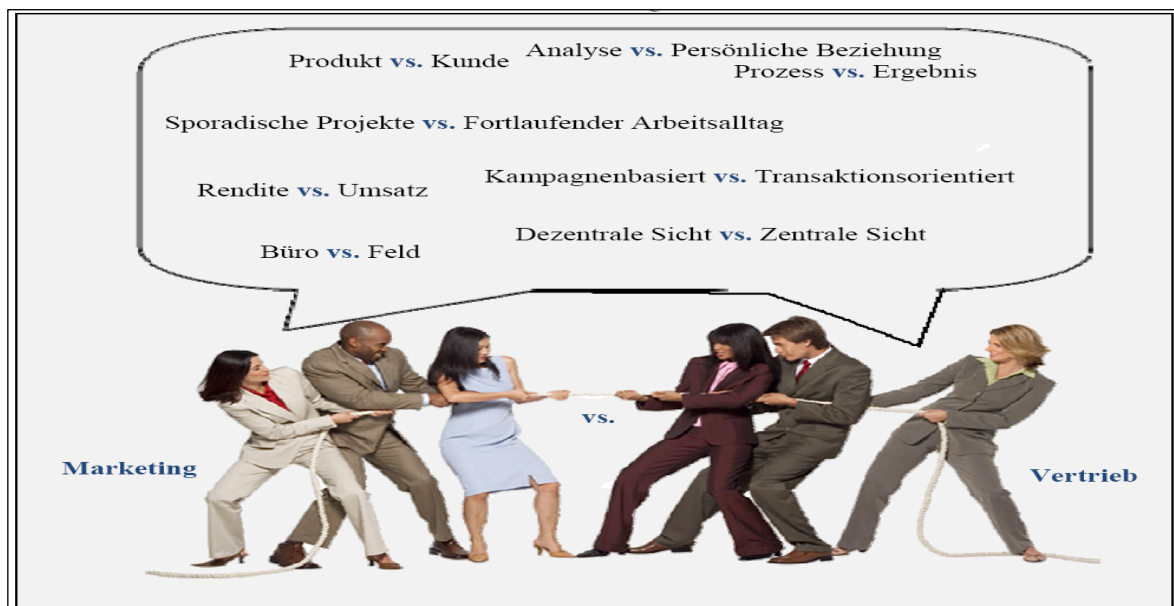 Produkt vs. Kunde
Analyse vs. Persönliche Beziehung
Prozess vs. Ergebnis
Sporadische Projekte vs. Fortlaufender Arbeitsalltag
Rendite vs. Umsatz
Kampagnenbasiert vs. Transaktionsorientiert
Büro vs. Feld
Dezentrale Sicht vs. Zentrale Sicht
vs.
Marketing
Vertrieb